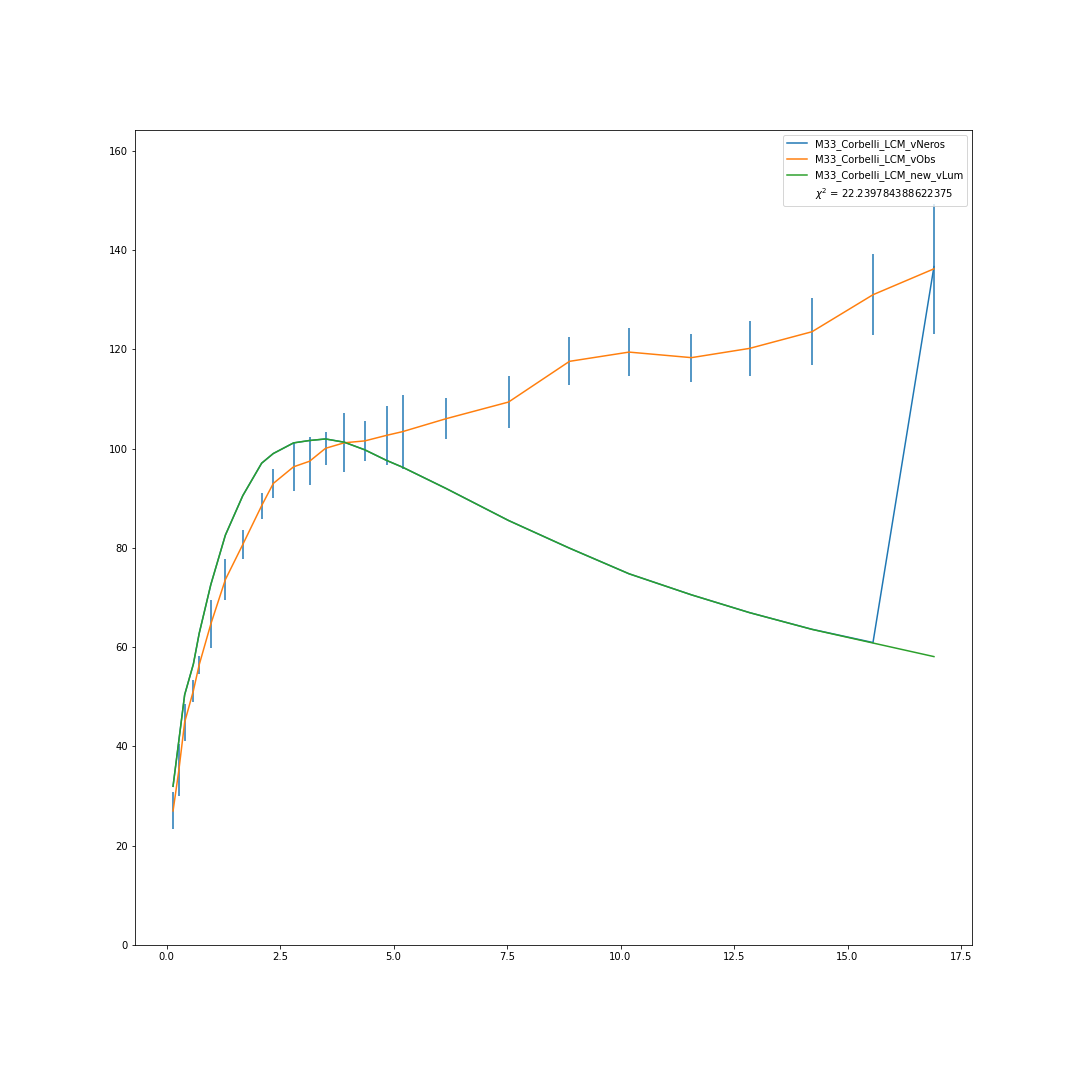 M33_Corbelli_LCM_vNeros
M33_Corbelli_LCM_vObs
M33_Corbelli_LCM_new_vLum
χ² = 22.239784388622375
160
140
120
100
80
60
40
20
0
0.0 2.5 5.0 7.5 10.0 12.5 15.0 17.5